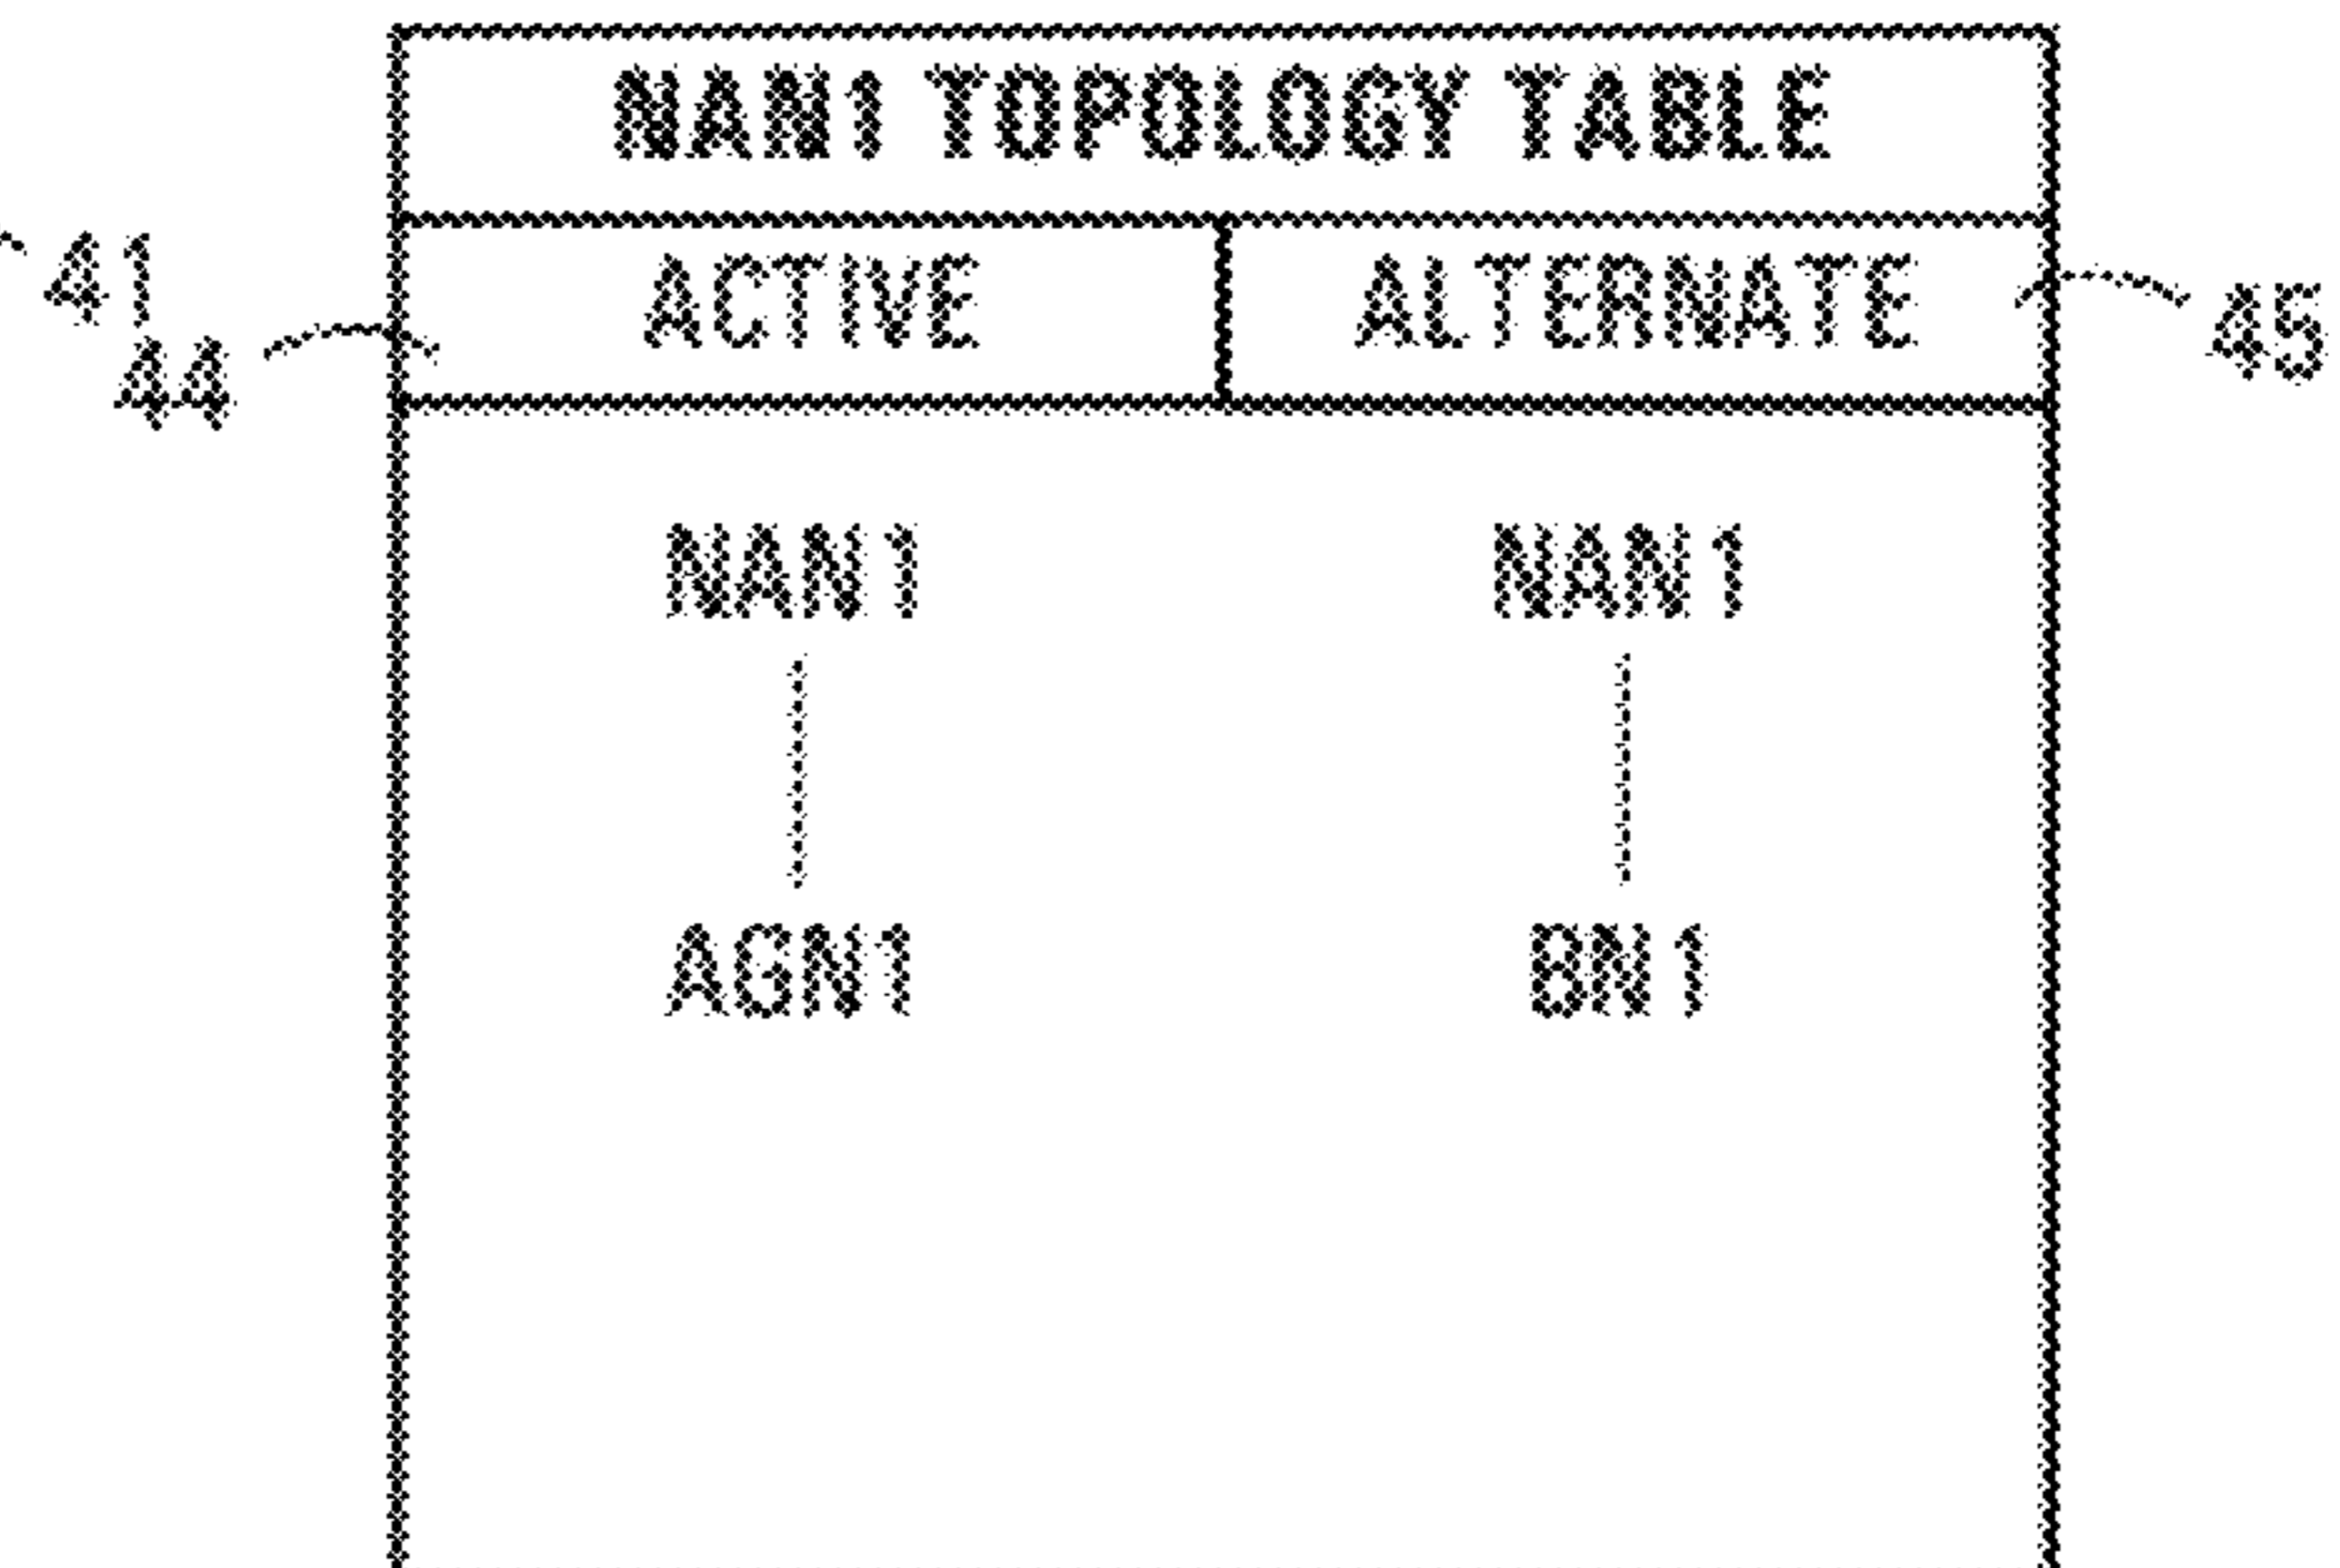 NAN1 TOPOLOGY TABLE
41
ACTIVE ALTERNATE
44
45
NAN1 NAN1
AGN1 BN1